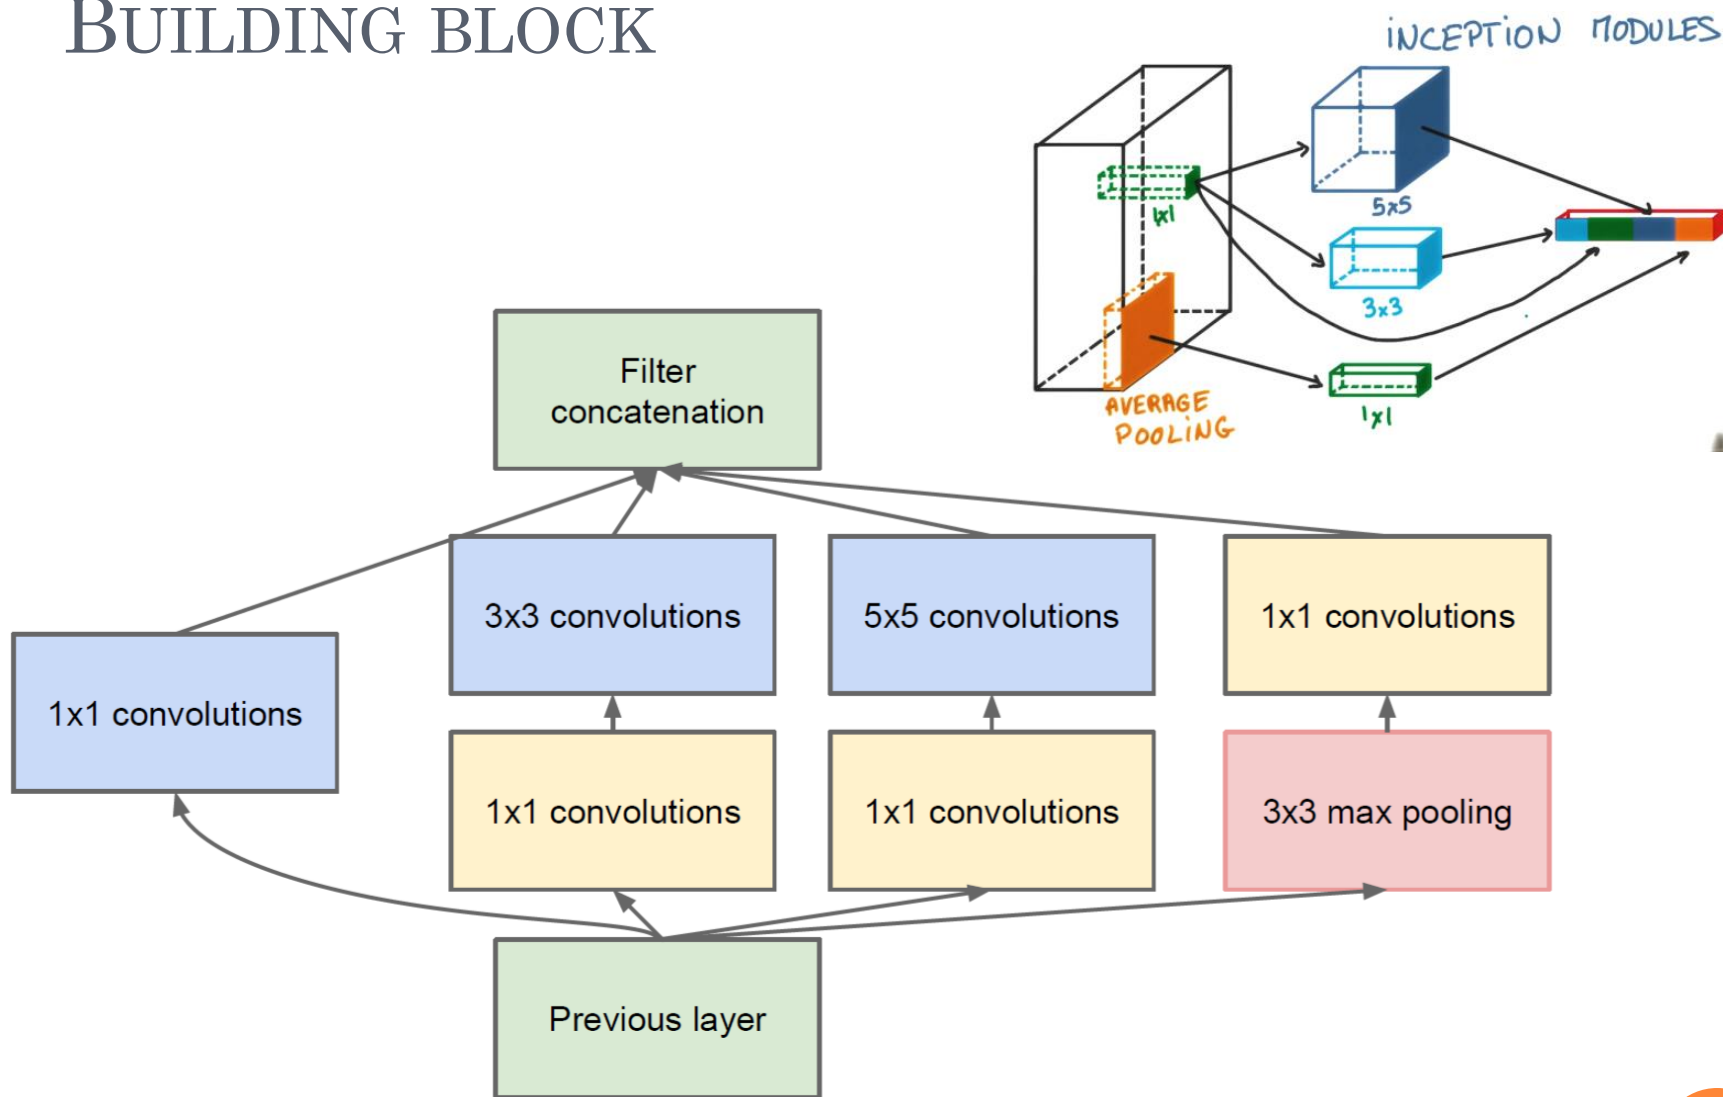 BUILDING BLOCK
INCEPTION MODULES
1x1
5x5
3x3
AVERAGE
POOLING
1x1
Filter
concatenation
3x3 convolutions
5x5 convolutions
1x1 convolutions
1x1 convolutions
1x1 convolutions
1x1 convolutions
3x3 max pooling
Previous layer